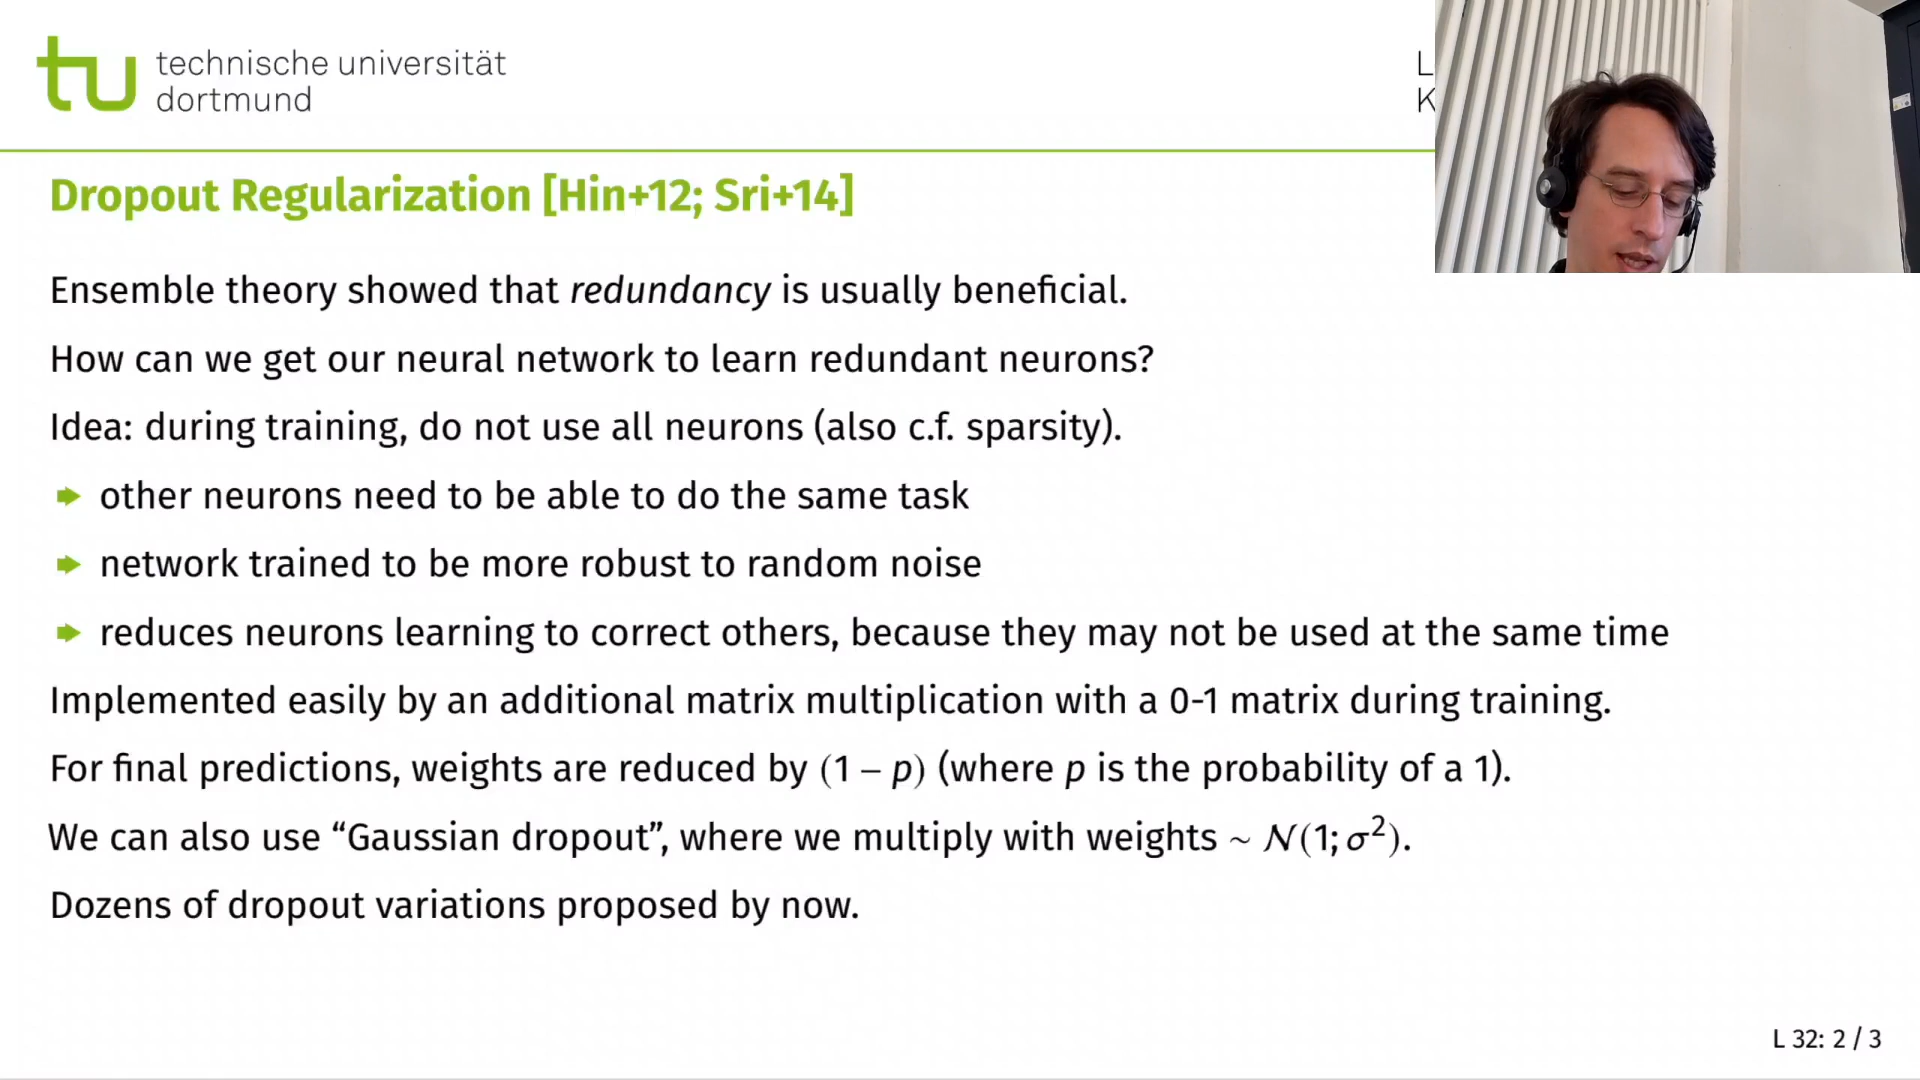 technische universität
dortmund
L
K
Dropout Regularization [Hin+12; Sri+14]
Ensemble theory showed that redundancy is usually beneficial.
How can we get our neural network to learn redundant neurons?
Idea: during training, do not use all neurons (also c.f. sparsity).
other neurons need to be able to do the same task
network trained to be more robust to random noise
reduces neurons learning to correct others, because they may not be used at the same time
Implemented easily by an additional matrix multiplication with a 0-1 matrix during training.
For final predictions, weights are reduced by (1 − p) (where p is the probability of a 1).
We can also use “Gaussian dropout”, where we multiply with weights ~ N(1; σ²).
Dozens of dropout variations proposed by now.
L 32: 2 / 3